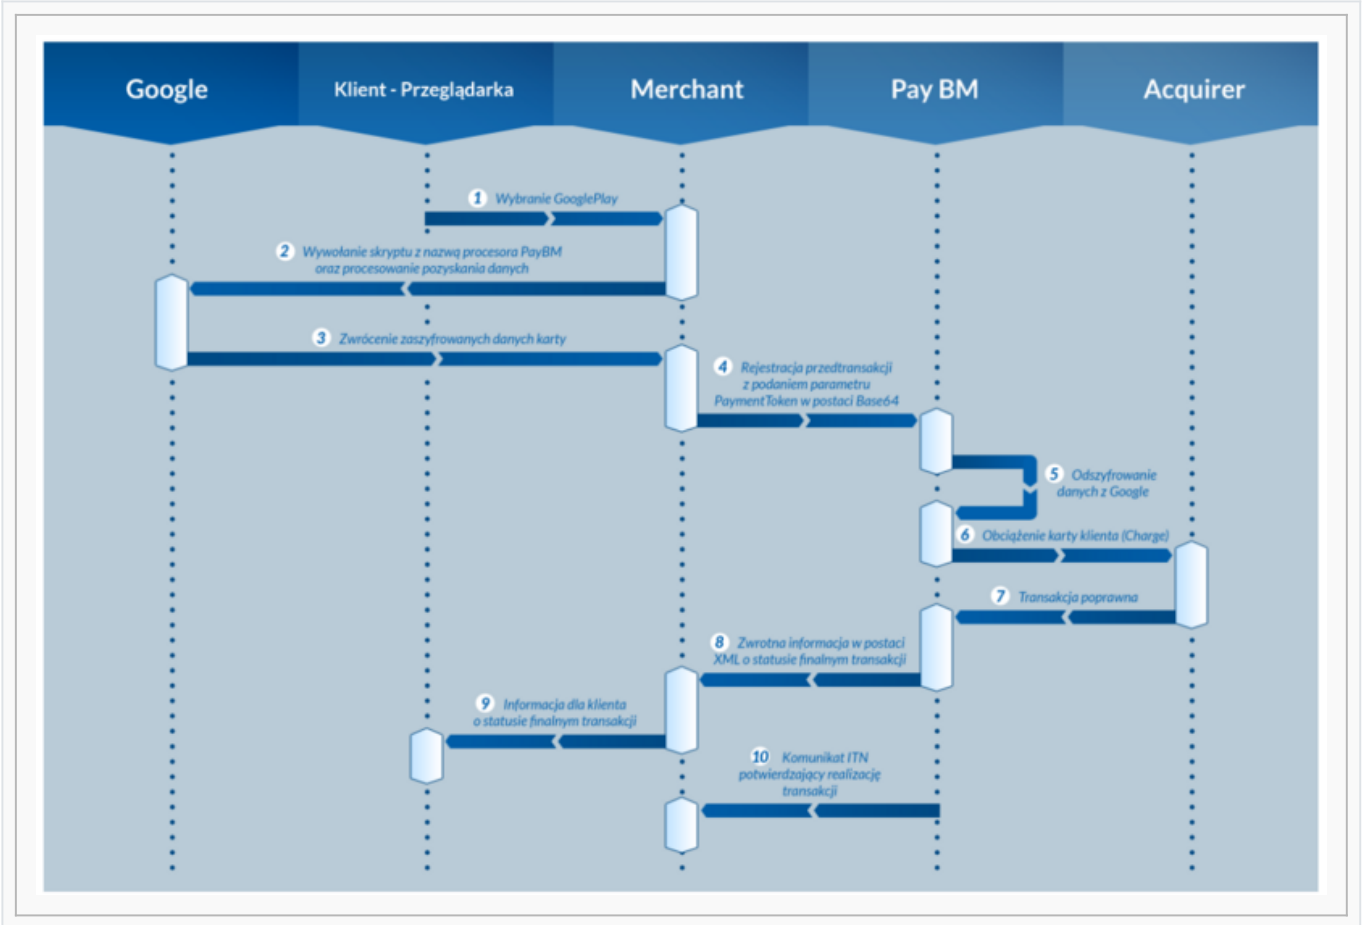 Google
Klient - Przeglądarka
Merchant
Pay BM
Acquirer
1 Wybranie GooglePlay
2 Wywołanie skryptu z nazwą procesora PayBM
oraz procesowanie pozyskania danych
3 Zwrócenie zaszyfrowanych danych karty
4 Rejestracja przedtransakcji
z podaniem parametru
PaymentToken w postaci Base64
5 Odszyfrowanie
danych z Google
6 Obciążenie karty klienta (Charge)
7 Transakcja poprawna
8 Zwrotna informacja w postaci
XML o statusie finalnym transakcji
9 Informacja dla klienta
o statusie finalnym transakcji
10 Komunikat ITN
potwierdzający realizację
transakcji